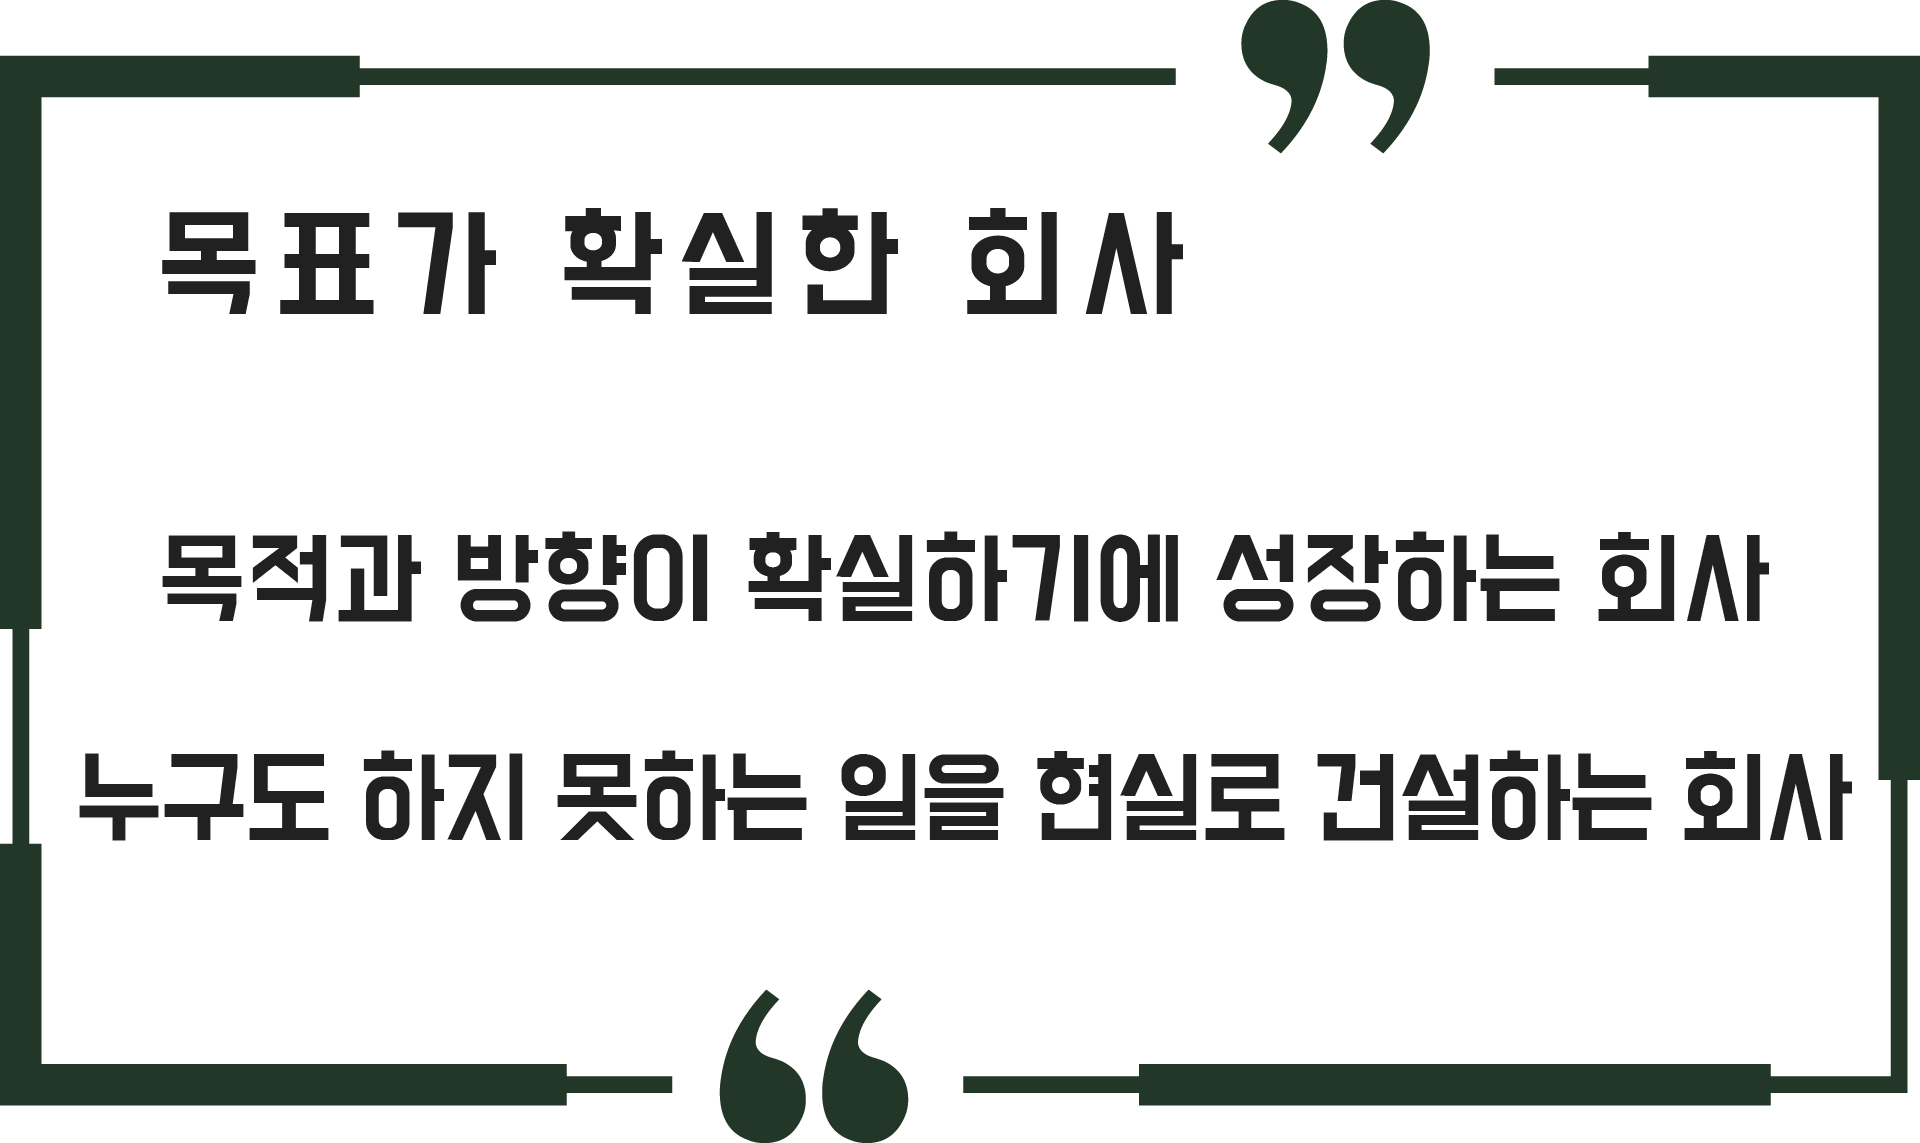 목표가 확실한 회사
목적과 방향이 확실하기에 성장하는 회사
누구도 하지 못하는 일을 현실로 건설하는 회사